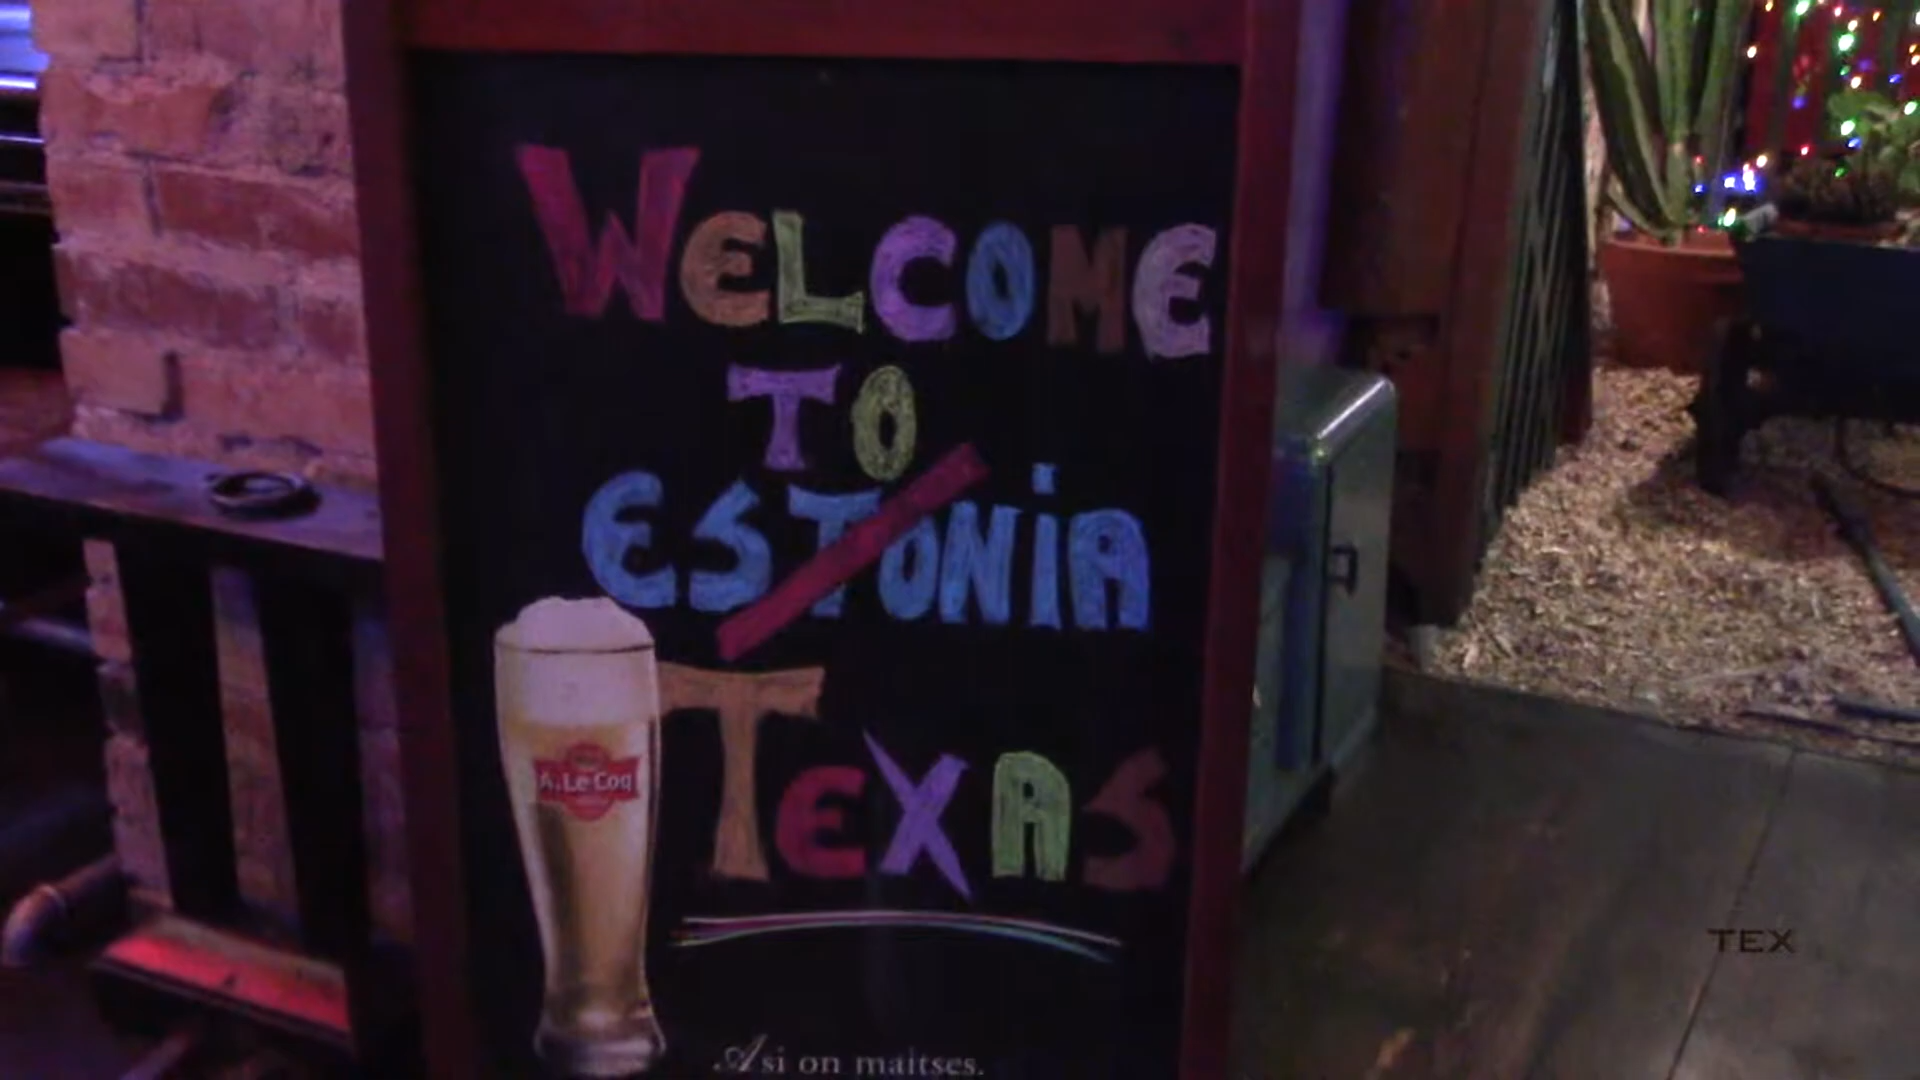 WELCOME
TO
ESTONIA
TEXAS
A. Le Coq
Asi on maitses.
TEX